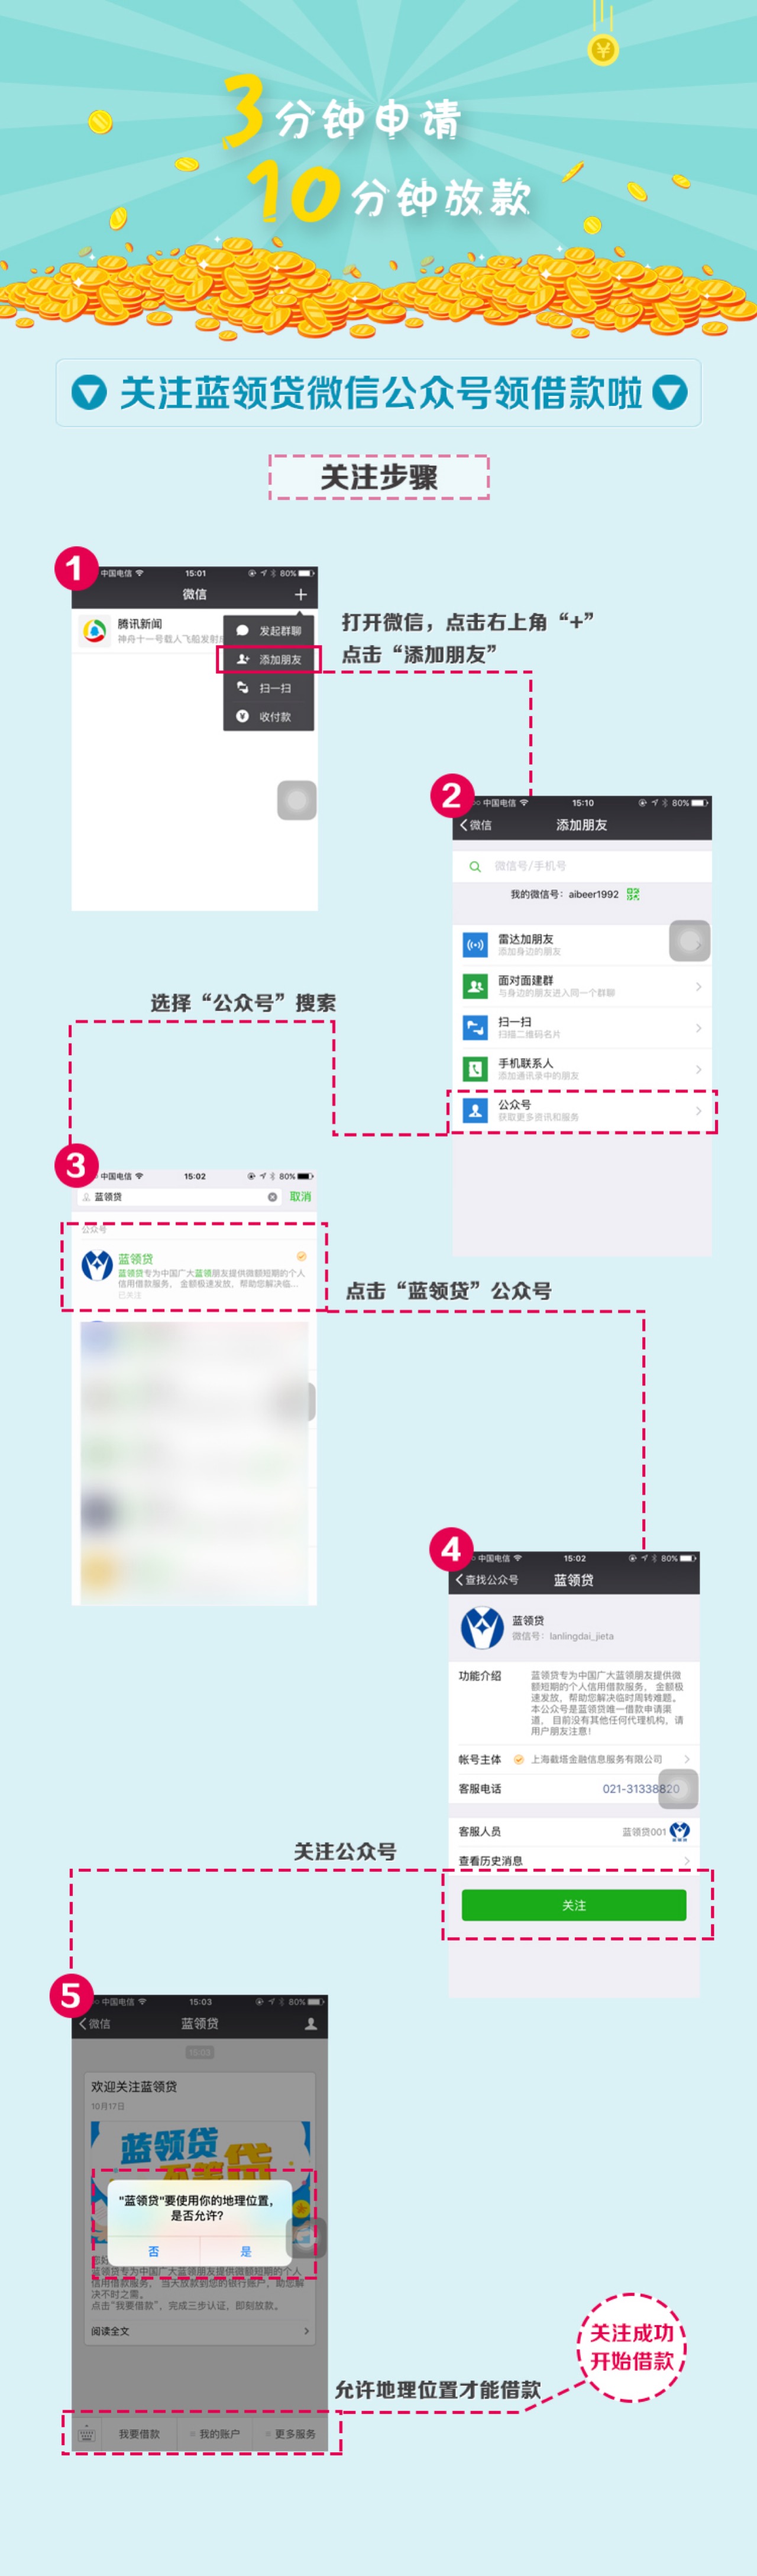 3分钟申请
10分钟放款
关注蓝领贷微信公众号领借款啦
关注步骤
1
中国电信 15:01 80%
微信
腾讯新闻
神舟十一号载人飞船发射
发起群聊
添加朋友
扫一扫
收付款
打开微信，点击右上角“+”
点击“添加朋友”
2
中国电信 15:10 80%
微信 添加朋友
微信号/手机号
我的微信号：aibeer1992
雷达加朋友
添加身边的朋友
面对面建群
与身边的朋友进入同一个群聊
扫一扫
扫描二维码名片
手机联系人
添加通讯录中的朋友
公众号
获取更多资讯和服务
选择“公众号”搜索
3
中国电信 15:02 80%
蓝领贷 取消
公众号
蓝领贷
蓝领贷专为中国广大蓝领朋友提供微额短期的个人
信用借款服务，金额极速发放，帮助您解决临...
已关注
点击“蓝领贷”公众号
4
中国电信 15:02 80%
查找公众号 蓝领贷
蓝领贷
微信号：lanlingdai_jieta
功能介绍
蓝领贷专为中国广大蓝领朋友提供微
额短期的个人信用借款服务，金额极
速发放，帮助您解决临时周转难题。
本公众号是蓝领贷唯一借款申请渠
道，目前没有其他任何代理机构，请
用户朋友注意！
帐号主体 上海截塔金融信息服务有限公司
客服电话 021-31338820
客服人员 蓝领贷001
查看历史消息
关注
关注公众号
5
中国电信 15:03 80%
微信 蓝领贷
15:03
欢迎关注蓝领贷
10月17日
蓝领贷
"蓝领贷"要使用你的地理位置，
是否允许?
否 是
蓝领贷专为中国广大蓝领朋友提供微额短期的个人
信用借款服务，当天放款到您的银行账户，助您解
决不时之需。
点击“我要借款”，完成三步认证，即刻放款。
阅读全文
我要借款 我的账户 更多服务
允许地理位置才能借款
关注成功
开始借款